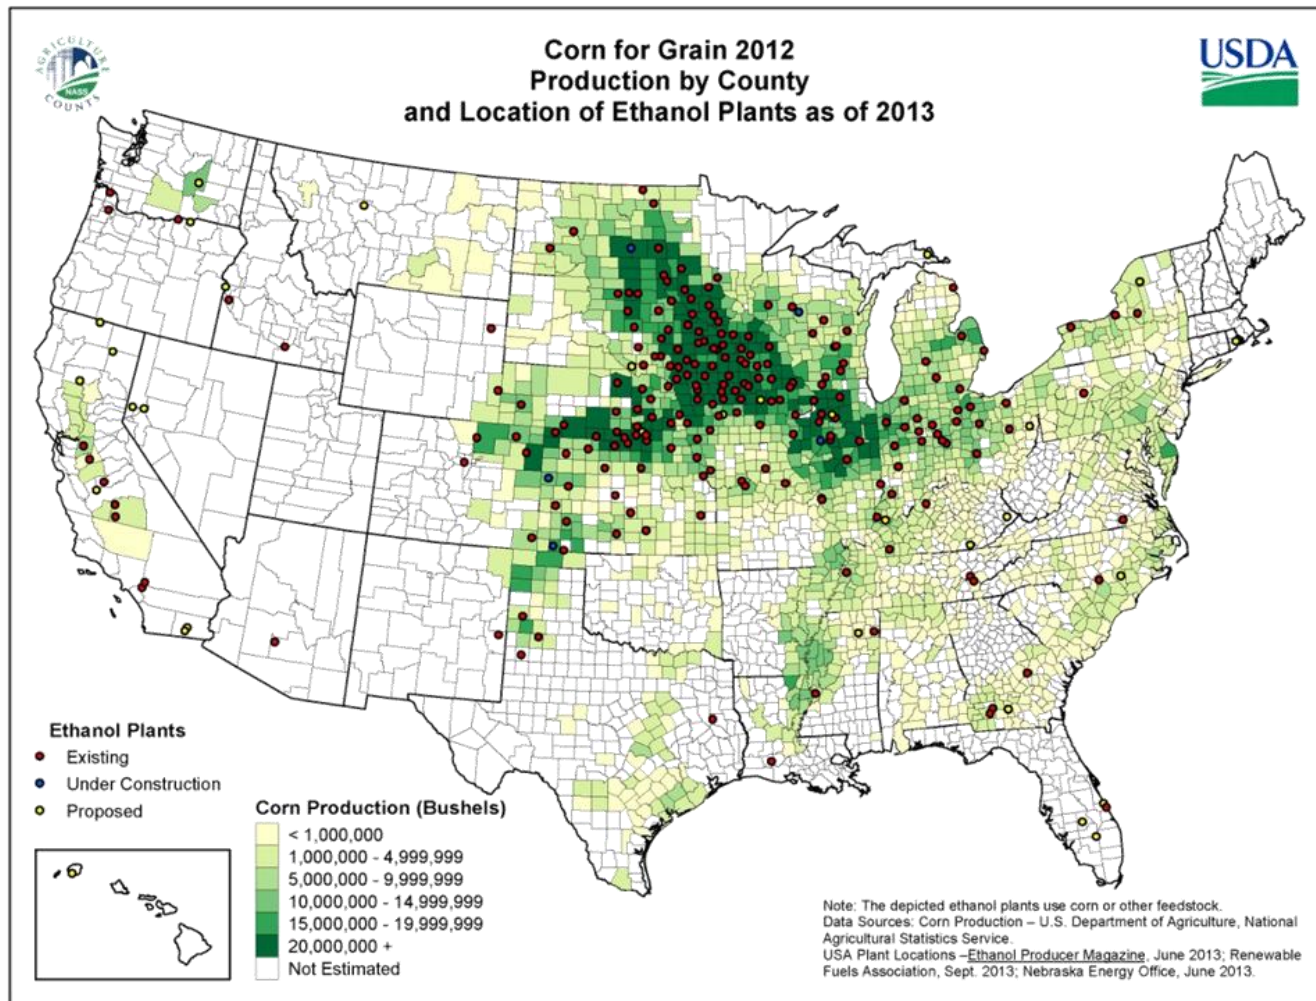 AGRICULTURE
NASS
COUNTS
Corn for Grain 2012
Production by County
and Location of Ethanol Plants as of 2013
USDA
Ethanol Plants
Existing
Under Construction
Proposed
Corn Production (Bushels)
< 1,000,000
1,000,000 - 4,999,999
5,000,000 - 9,999,999
10,000,000 - 14,999,999
15,000,000 - 19,999,999
20,000,000 +
Not Estimated
Note: The depicted ethanol plants use corn or other feedstock.
Data Sources: Corn Production – U.S. Department of Agriculture, National
Agricultural Statistics Service.
USA Plant Locations –Ethanol Producer Magazine, June 2013; Renewable
Fuels Association, Sept. 2013; Nebraska Energy Office, June 2013.